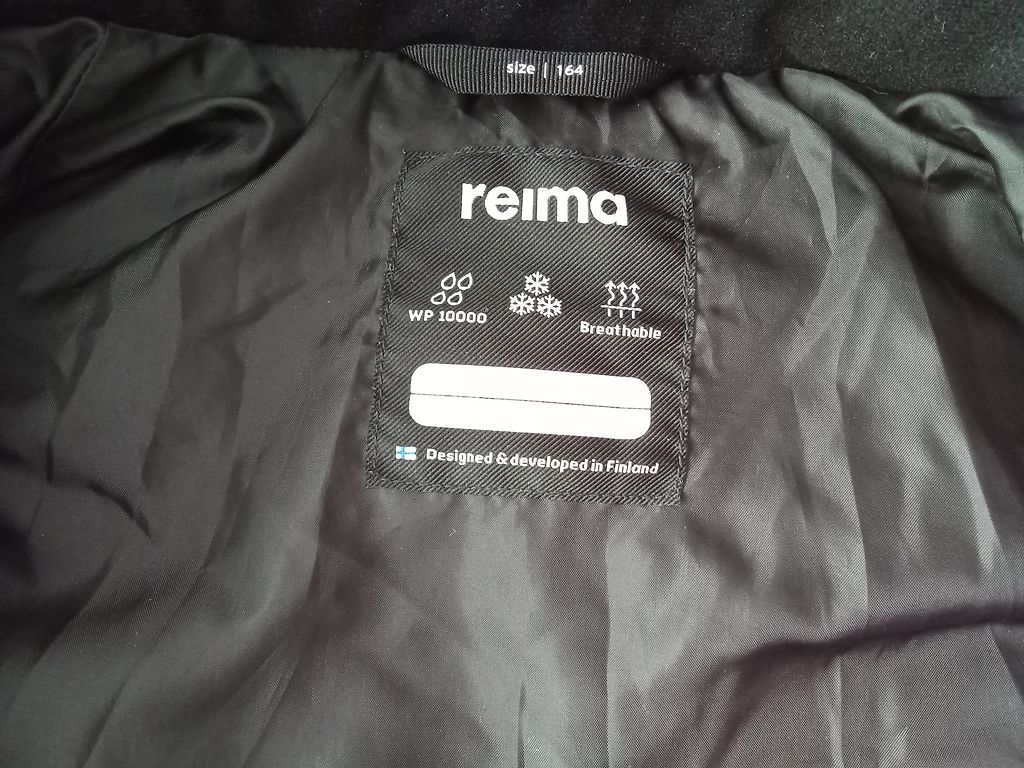 size | 164
reima
WP 10000
Breathable
Designed & developed in Finland